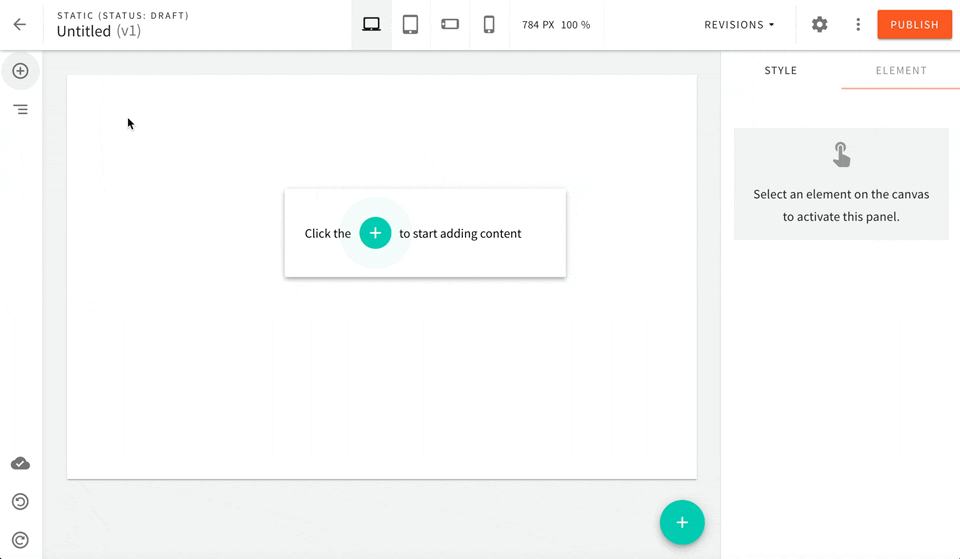 STATIC (STATUS: DRAFT)
Untitled (v1)
784 PX 100 %
REVISIONS
PUBLISH
STYLE
ELEMENT
Select an element on the canvas
to activate this panel.
Click the + to start adding content
+